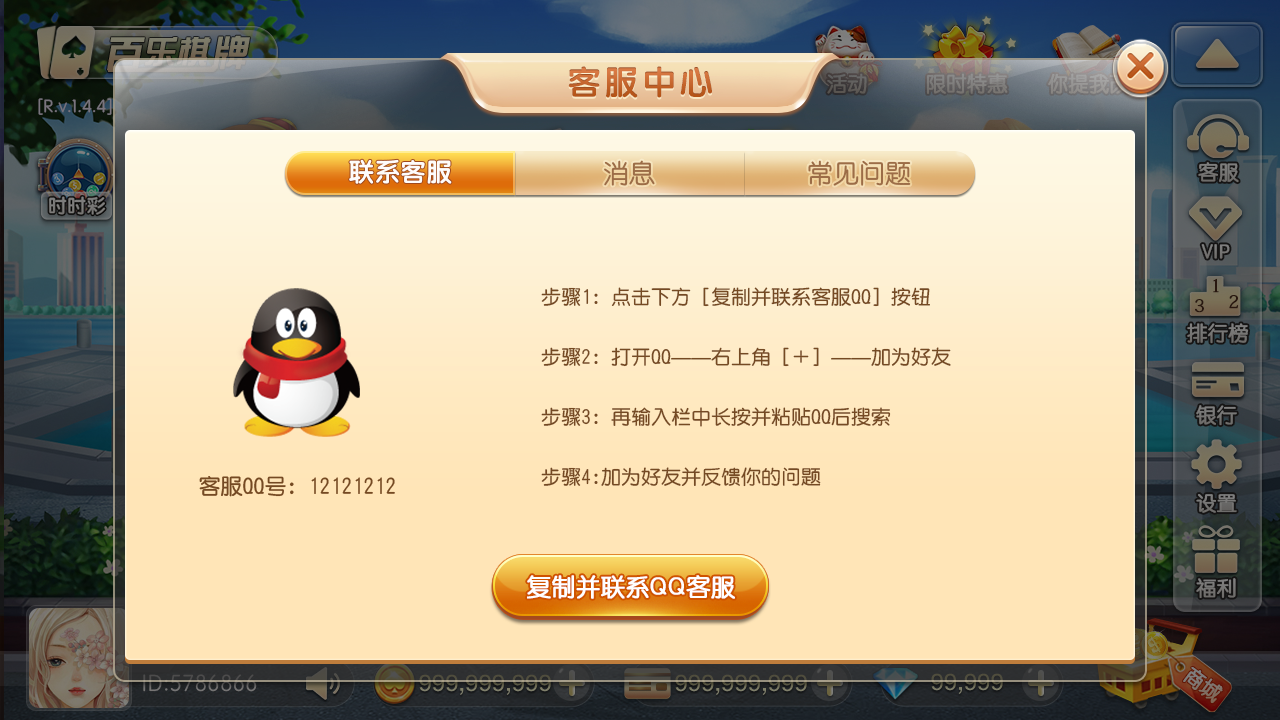 百乐棋牌
客服中心
活动
限时特惠
你提我
[R.v.1.4.4]
联系客服
消息
常见问题
客服
时时彩
VIP
1
3 2
排行榜
步骤1：点击下方［复制并联系客服QQ］按钮
步骤2：打开QQ——右上角［＋］——加为好友
步骤3：再输入栏中长按并粘贴QQ后搜索
步骤4:加为好友并反馈你的问题
客服QQ号：12121212
银行
设置
福利
复制并联系QQ客服
ID:5786866
999,999,999
999,999,999
99,999
商城